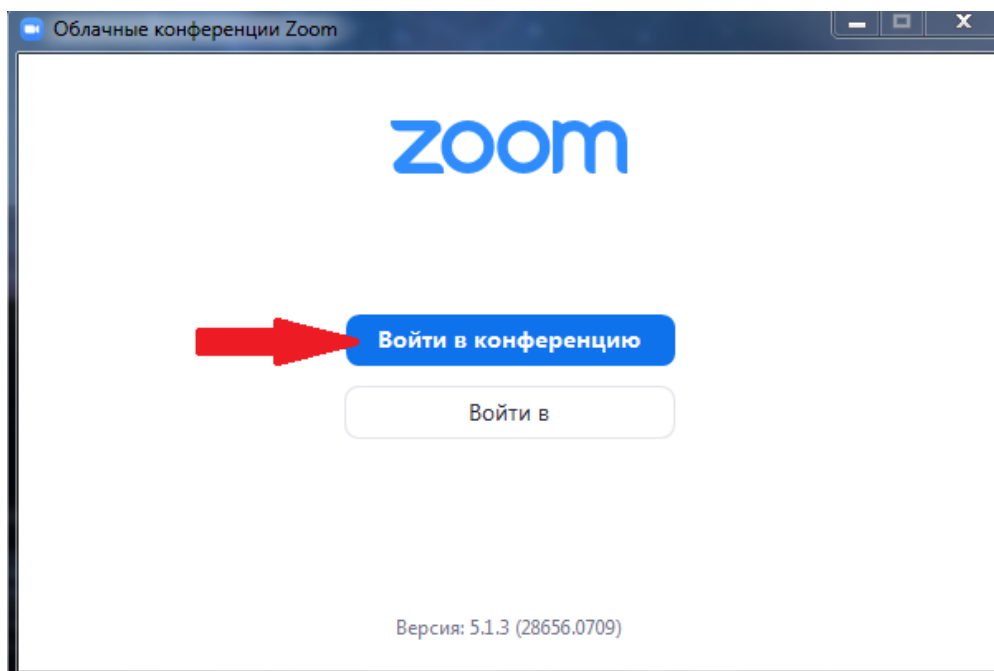 Облачные конференции Zoom
zoom
Войти в конференцию
Войти в
Версия: 5.1.3 (28656.0709)